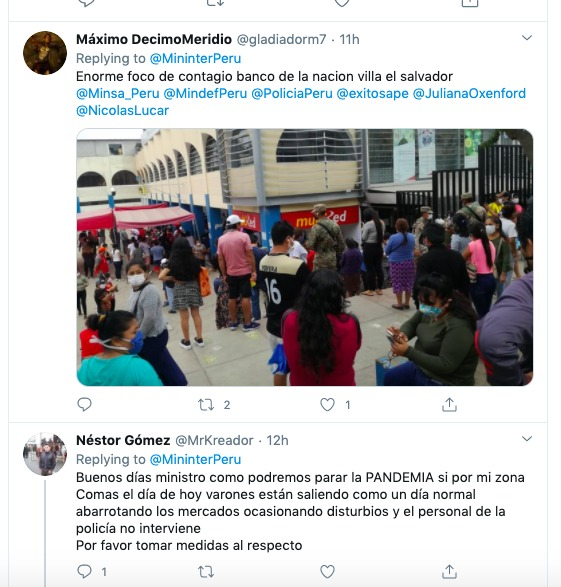 Máximo DecimoMeridio @gladiadorm7 · 11h
Replying to @MininterPeru
Enorme foco de contagio banco de la nacion villa el salvador
@Minsa_Peru @MindefPeru @PoliciaPeru @exitosape @JulianaOxenford
@NicolasLucar
16
2
1
Néstor Gómez @MrKreador · 12h
Replying to @MininterPeru
Buenos días ministro como podremos parar la PANDEMIA si por mi zona
Comas el día de hoy varones están saliendo como un día normal
abarrotando los mercados ocasionando disturbios y el personal de la
policía no interviene
Por favor tomar medidas al respecto
1